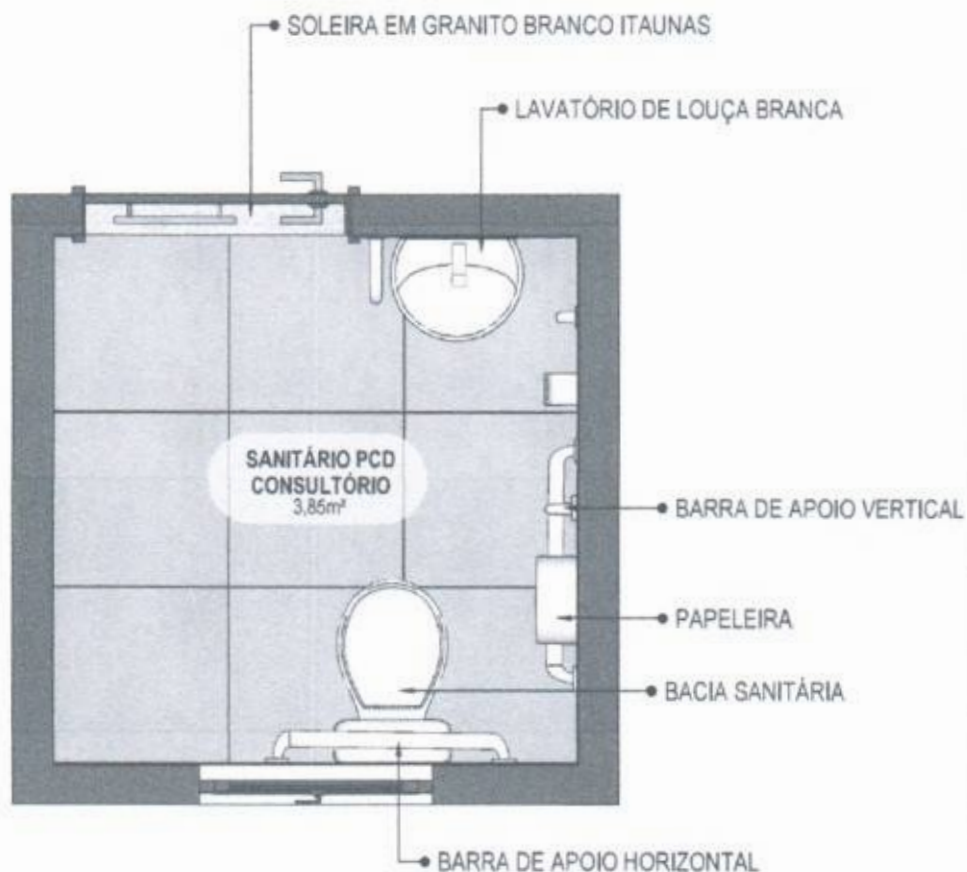 SOLEIRA EM GRANITO BRANCO ITAUNAS
LAVATÓRIO DE LOUÇA BRANCA
SANITÁRIO PCD
CONSULTÓRIO
3,85m²
BARRA DE APOIO VERTICAL
PAPELEIRA
BACIA SANITÁRIA
BARRA DE APOIO HORIZONTAL